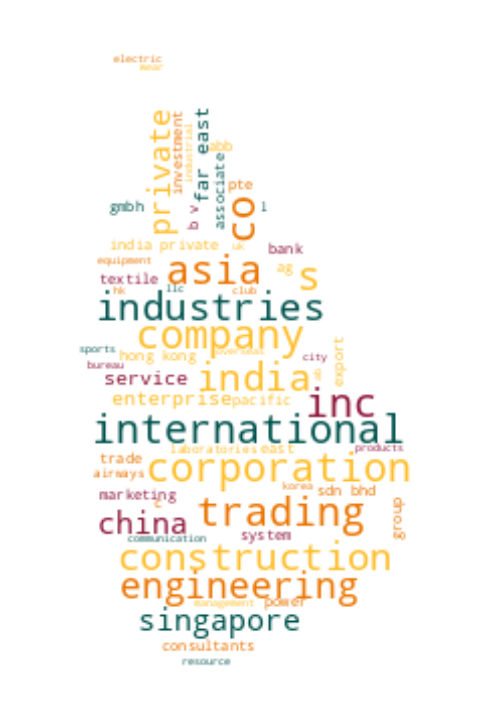 electric
wear
private
investment
industrial
far east
abb
associate
pte
gmbh
b v
co
l
india private
uk
bank
equipment
asia
ag
s
textile
hk
llc
club
industries
company
sports
hong kong
overseas
city
export
bureau
service
india
ab
enterprise
pacific
inc
international
laboratories
east
products
trade
corporation
airways
korea
sdn bhd
marketing
c
trading
group
china
communication
system
construction
engineering
management
power
singapore
consultants
resource